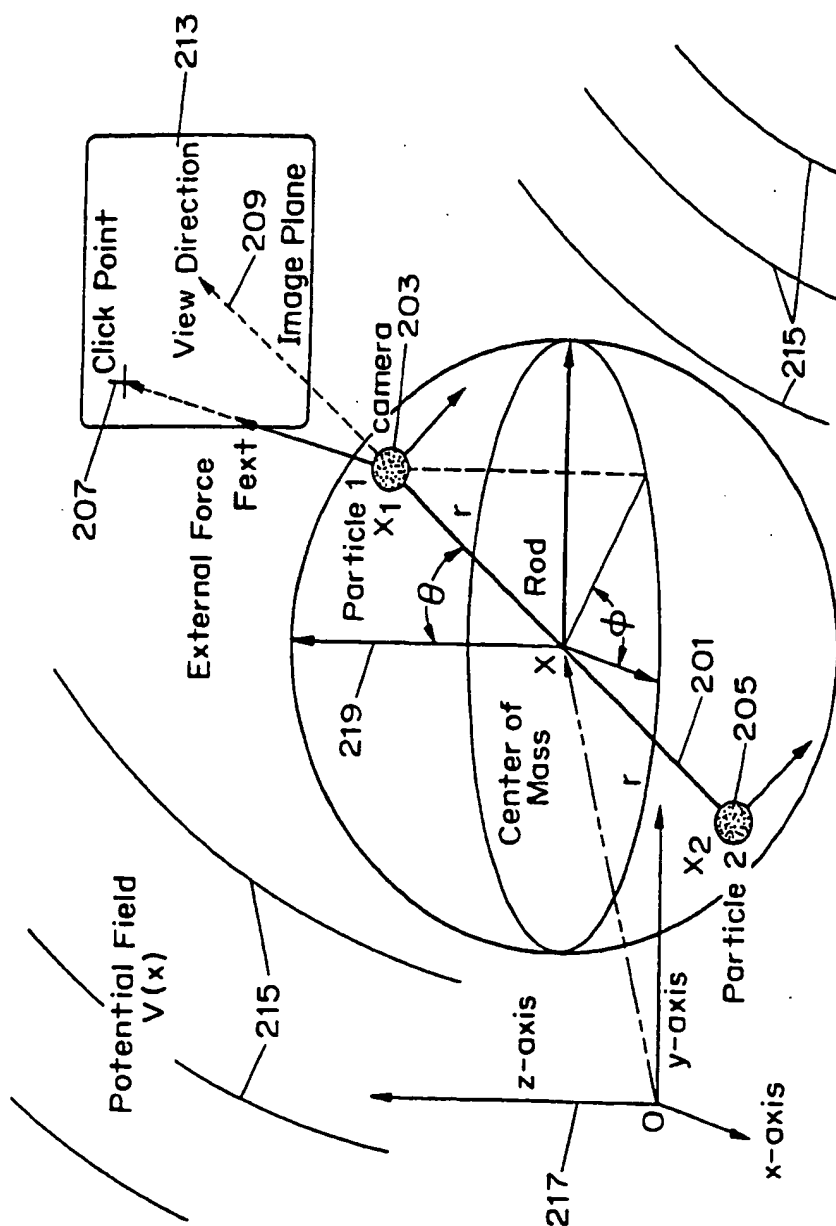 213
Click Point
View Direction
209
Image Plane
207
External Force
Fext
camera
203
Particle 1
X1
r
θ
219
Rod
X
ϕ
201
205
Center of
Mass
r
X2
Particle 2
215
Potential Field
V(x)
215
z-axis
y-axis
x-axis
O
217